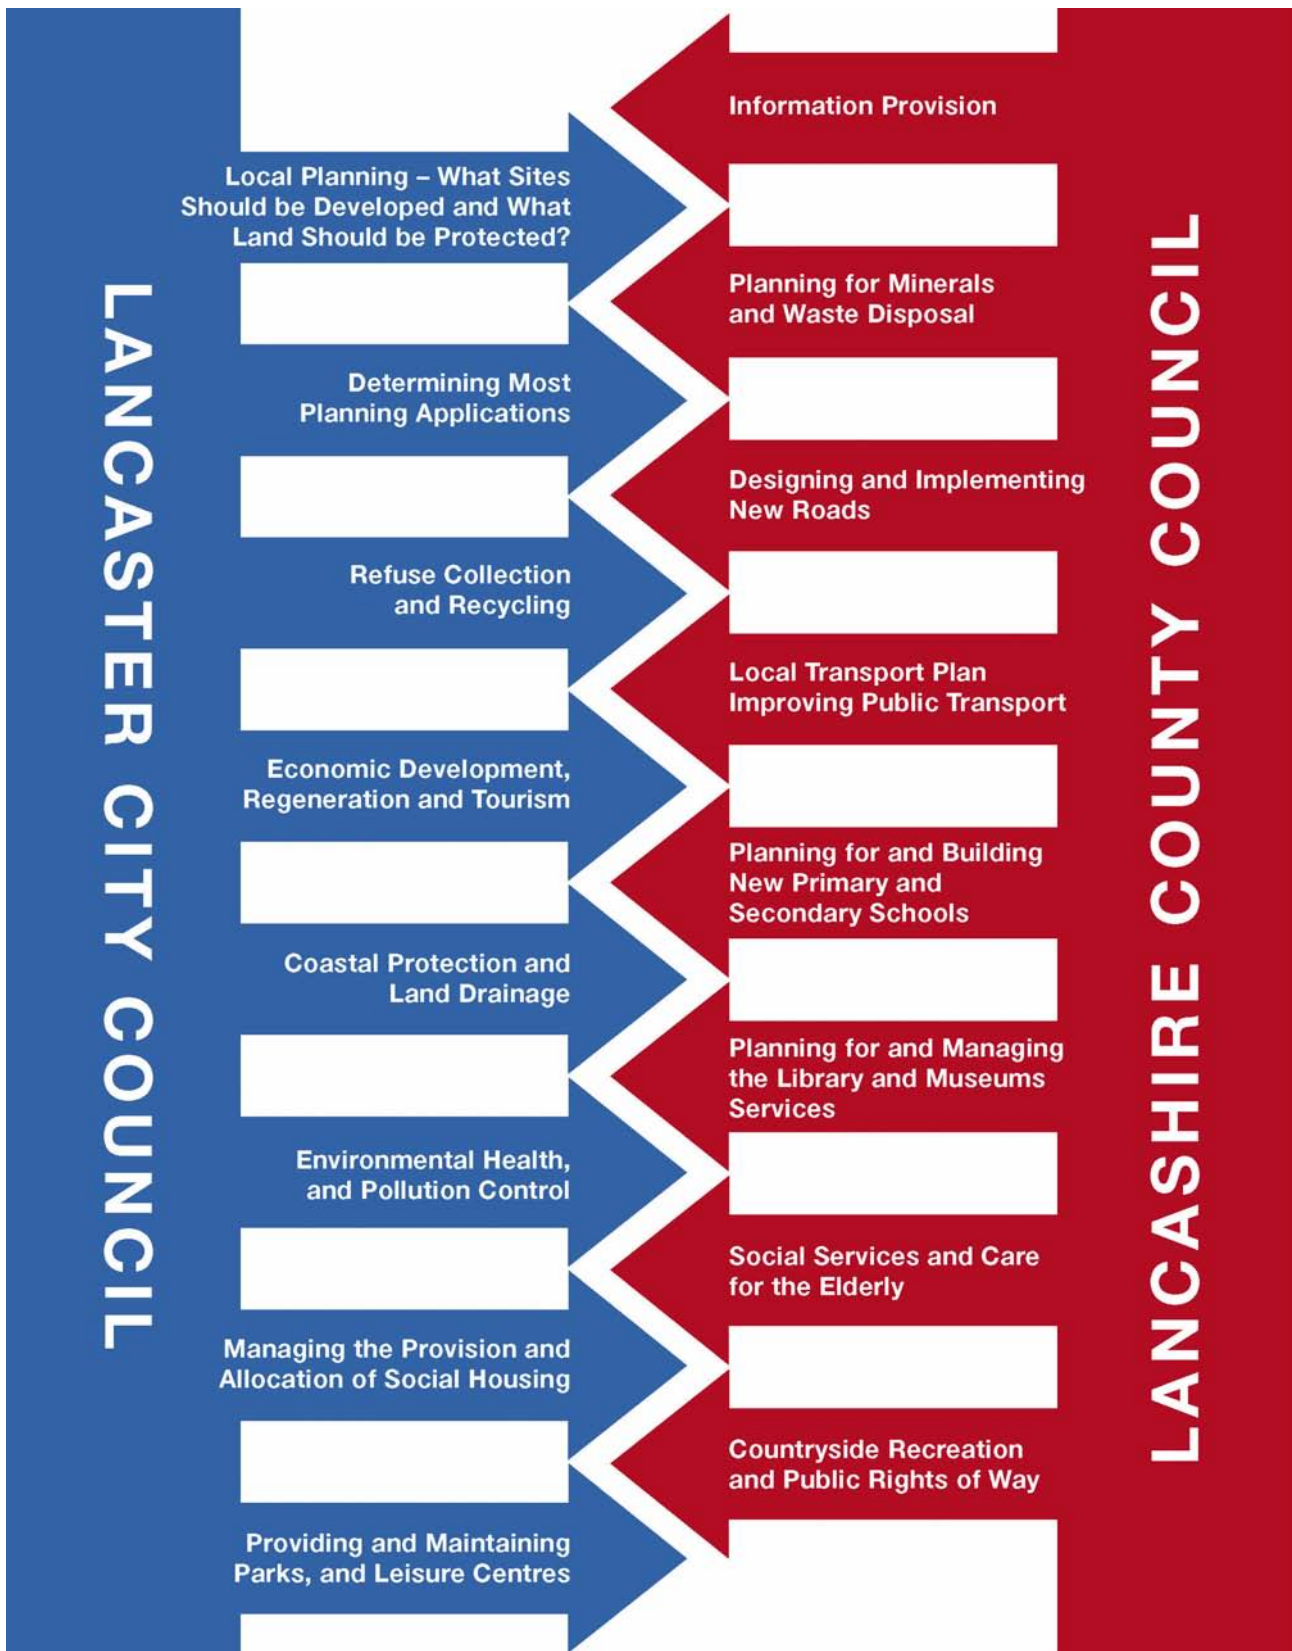 LANCASTER CITY COUNCIL
Local Planning – What Sites
Should be Developed and What
Land Should be Protected?
Determining Most
Planning Applications
Refuse Collection
and Recycling
Economic Development,
Regeneration and Tourism
Coastal Protection and
Land Drainage
Environmental Health,
and Pollution Control
Managing the Provision and
Allocation of Social Housing
Providing and Maintaining
Parks, and Leisure Centres
Information Provision
Planning for Minerals
and Waste Disposal
Designing and Implementing
New Roads
Local Transport Plan
Improving Public Transport
Planning for and Building
New Primary and
Secondary Schools
Planning for and Managing
the Library and Museums
Services
Social Services and Care
for the Elderly
Countryside Recreation
and Public Rights of Way
LANCASHIRE COUNTY COUNCIL